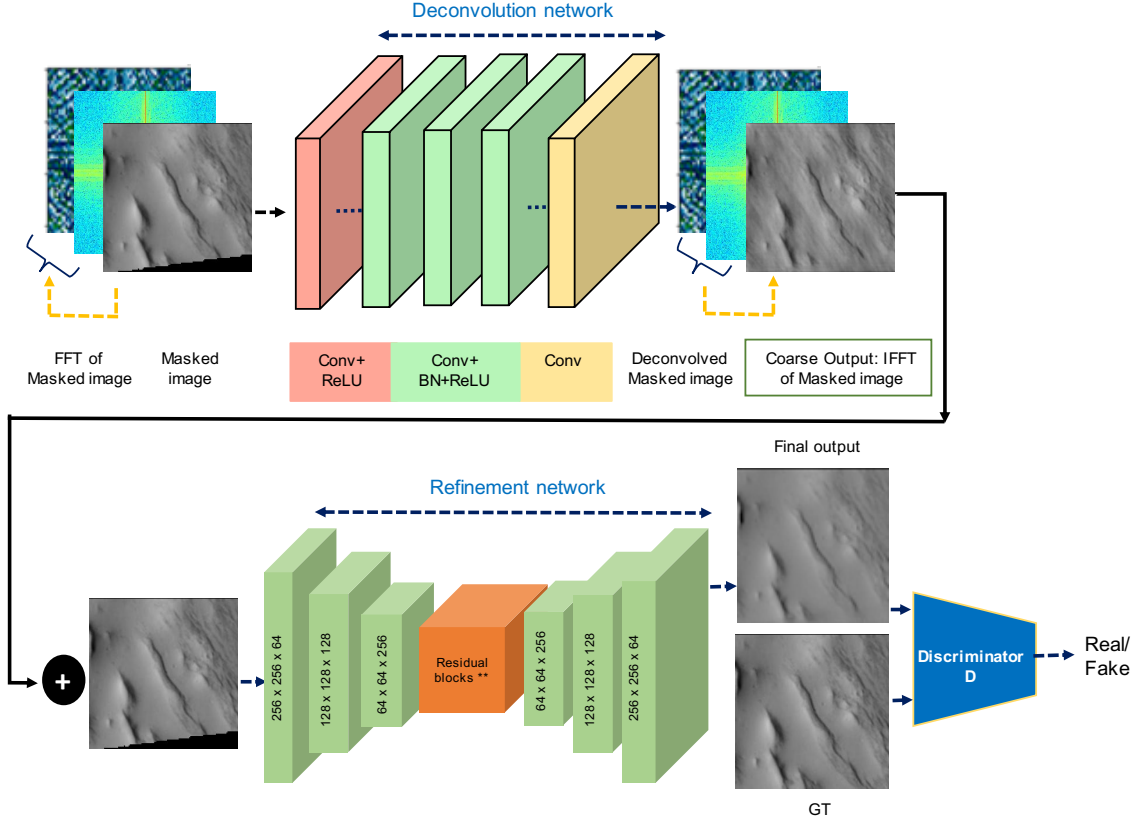 Deconvolution network
FFT of
Masked image
Masked
image
Conv+
ReLU
Conv+
BN+ReLU
Conv
Deconvolved
Masked image
Coarse Output: IFFT
of Masked image
Final output
Refinement network
+
256 x 256 x 64
128 x 128 x 128
64 x 64 x 256
Residual
blocks **
64 x 64 x 256
128 x 128 x 128
256 x 256 x 64
Discriminator
D
Real/
Fake
GT